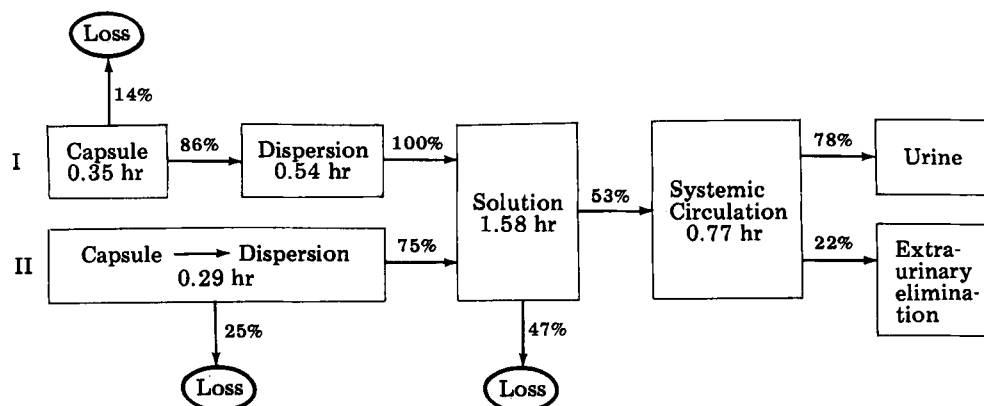 Loss
14%
I
Capsule
0.35 hr
86%
Dispersion
0.54 hr
100%
II
Capsule Dispersion
0.29 hr
75%
25%
Loss
Solution
1.58 hr
53%
47%
Loss
Systemic
Circulation
0.77 hr
78%
Urine
22%
Extra-
urinary
elimina-
tion